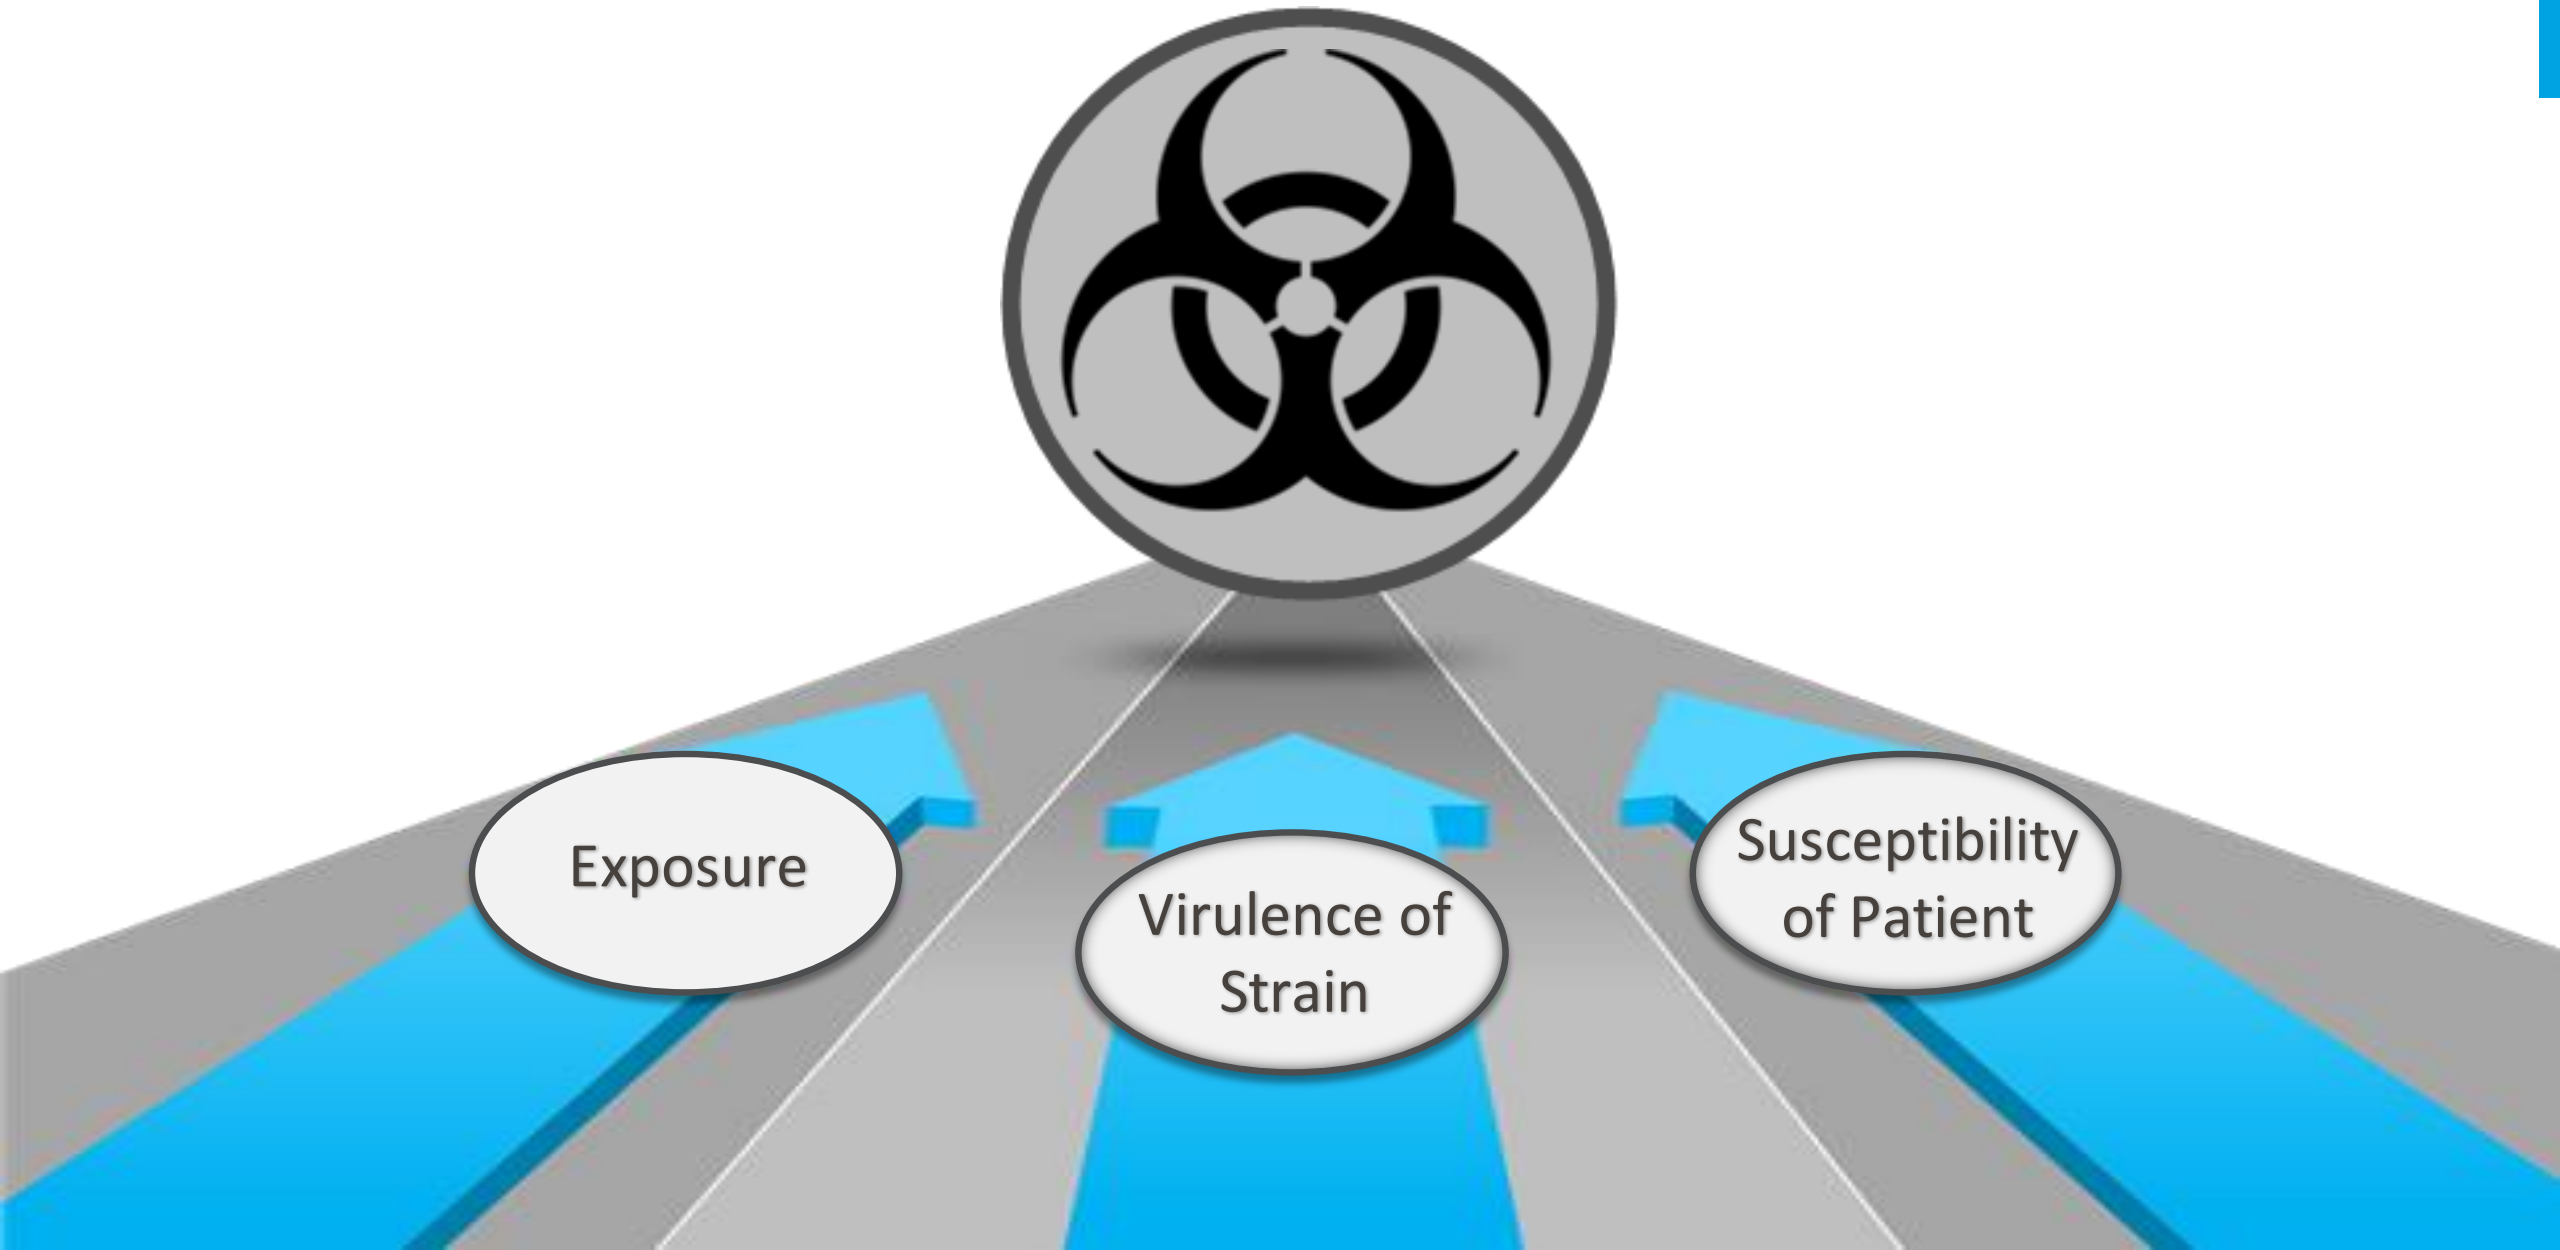 Exposure
Virulence of
Strain
Susceptibility
of Patient